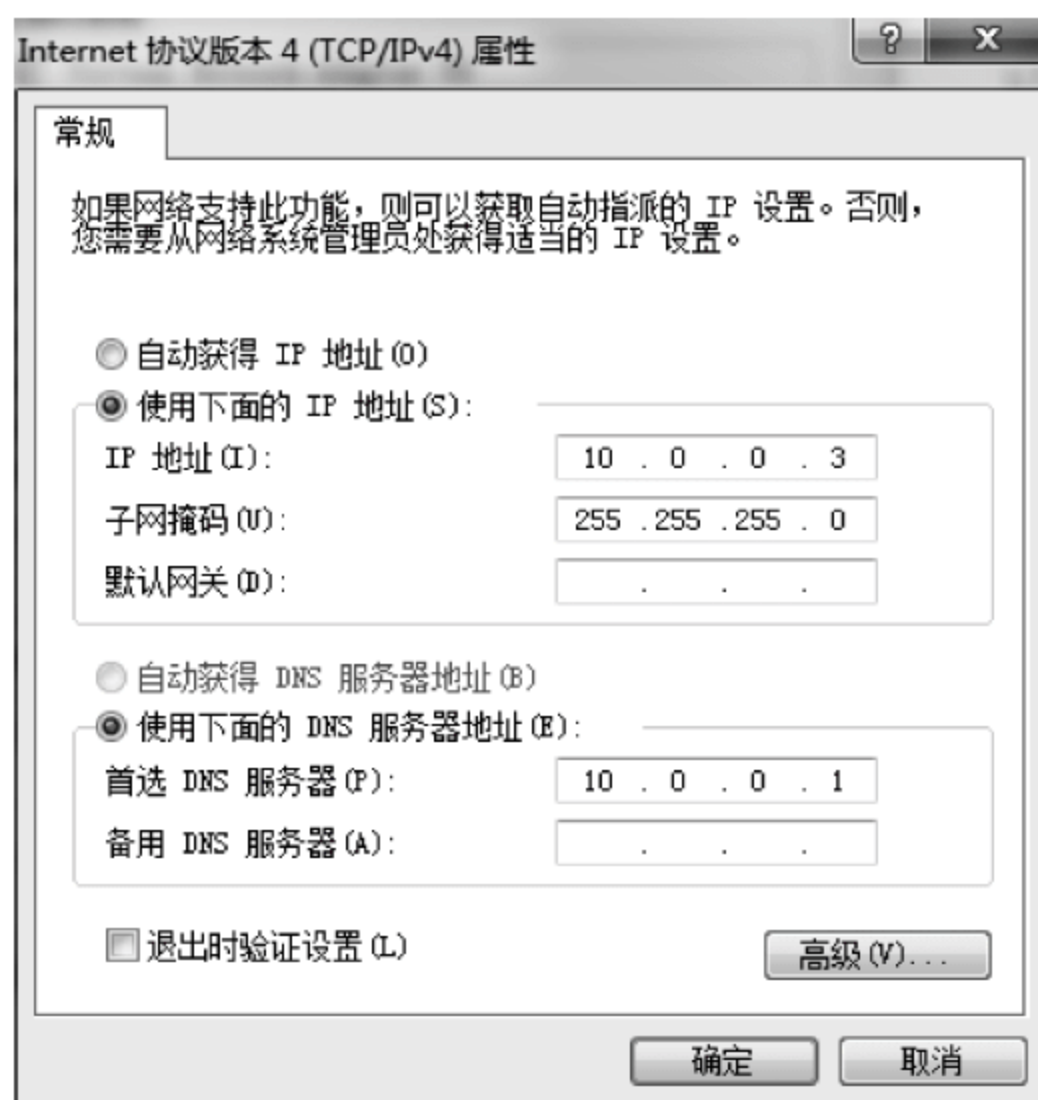 Internet 协议版本 4 (TCP/IPv4) 属性
?
X
常规
如果网络支持此功能，则可以获取自动指派的 IP 设置。否则，
您需要从网络系统管理员处获得适当的 IP 设置。
自动获得 IP 地址(O)
使用下面的 IP 地址(S):
IP 地址(I): 10 . 0 . 0 . 3
子网掩码(U): 255 .255 .255 . 0
默认网关(D): . . .
自动获得 DNS 服务器地址(B)
使用下面的 DNS 服务器地址(E):
首选 DNS 服务器(P): 10 . 0 . 0 . 1
备用 DNS 服务器(A): . . .
退出时验证设置(L)
高级(V)...
确定
取消